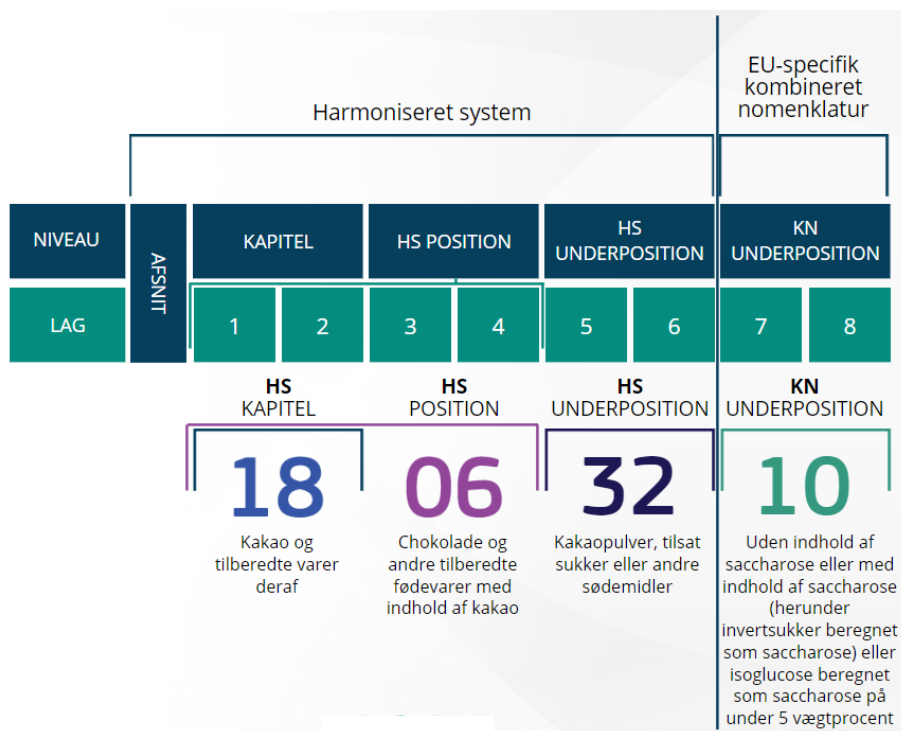 EU-specifik
kombineret
nomenklatur
Harmoniseret system
NIVEAU
AFSNIT
KAPITEL
HS POSITION
HS
UNDERPOSITION
KN
UNDERPOSITION
LAG
1
2
3
4
5
6
7
8
HS
KAPITEL
HS
POSITION
HS
UNDERPOSITION
KN
UNDERPOSITION
18
06
32
10
Kakao og
tilberedte varer
deraf
Chokolade og
andre tilberedte
fødevarer med
indhold af kakao
Kakaopulver, tilsat
sukker eller andre
sødemidler
Uden indhold af
saccharose eller med
indhold af saccharose
(herunder
invertsukker beregnet
som saccharose) eller
isoglucose beregnet
som saccharose på
under 5 vægtprocent